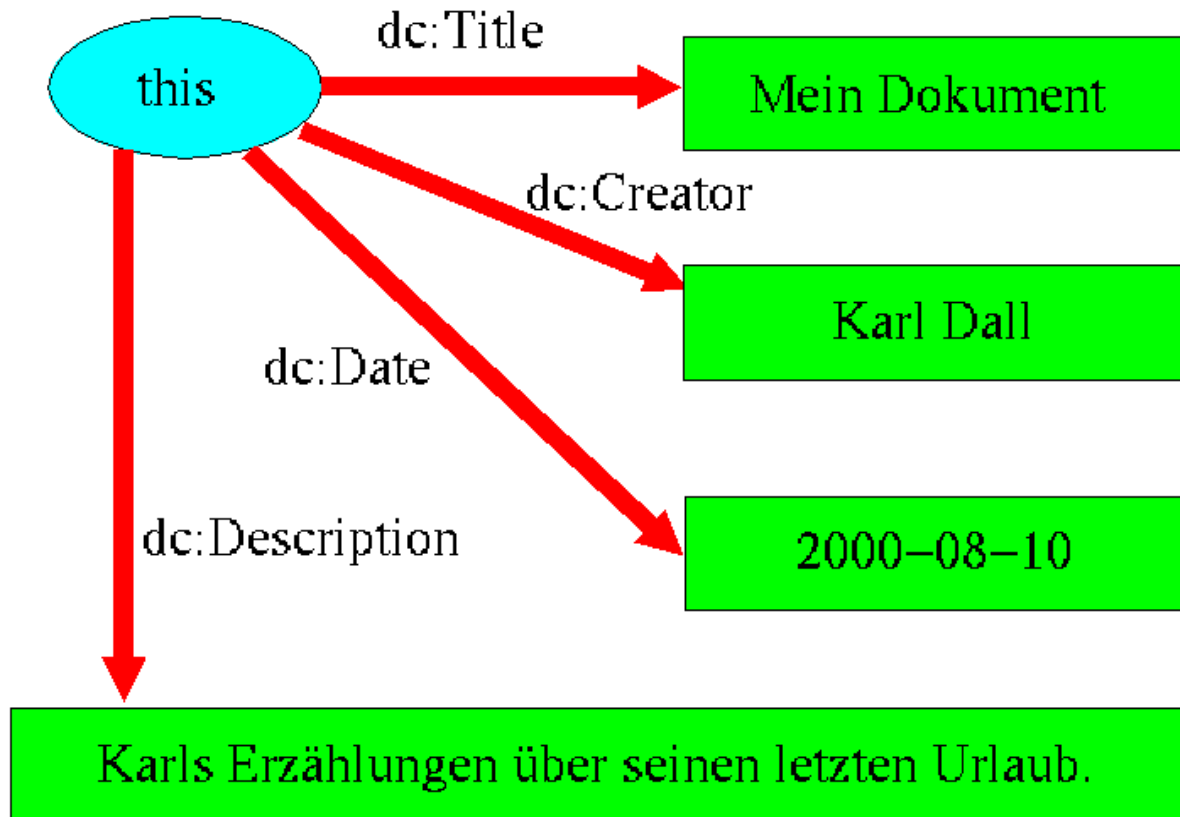 dc:Title
this
Mein Dokument
dc:Creator
Karl Dall
dc:Date
dc:Description
2000–08–10
Karls Erzählungen über seinen letzten Urlaub.